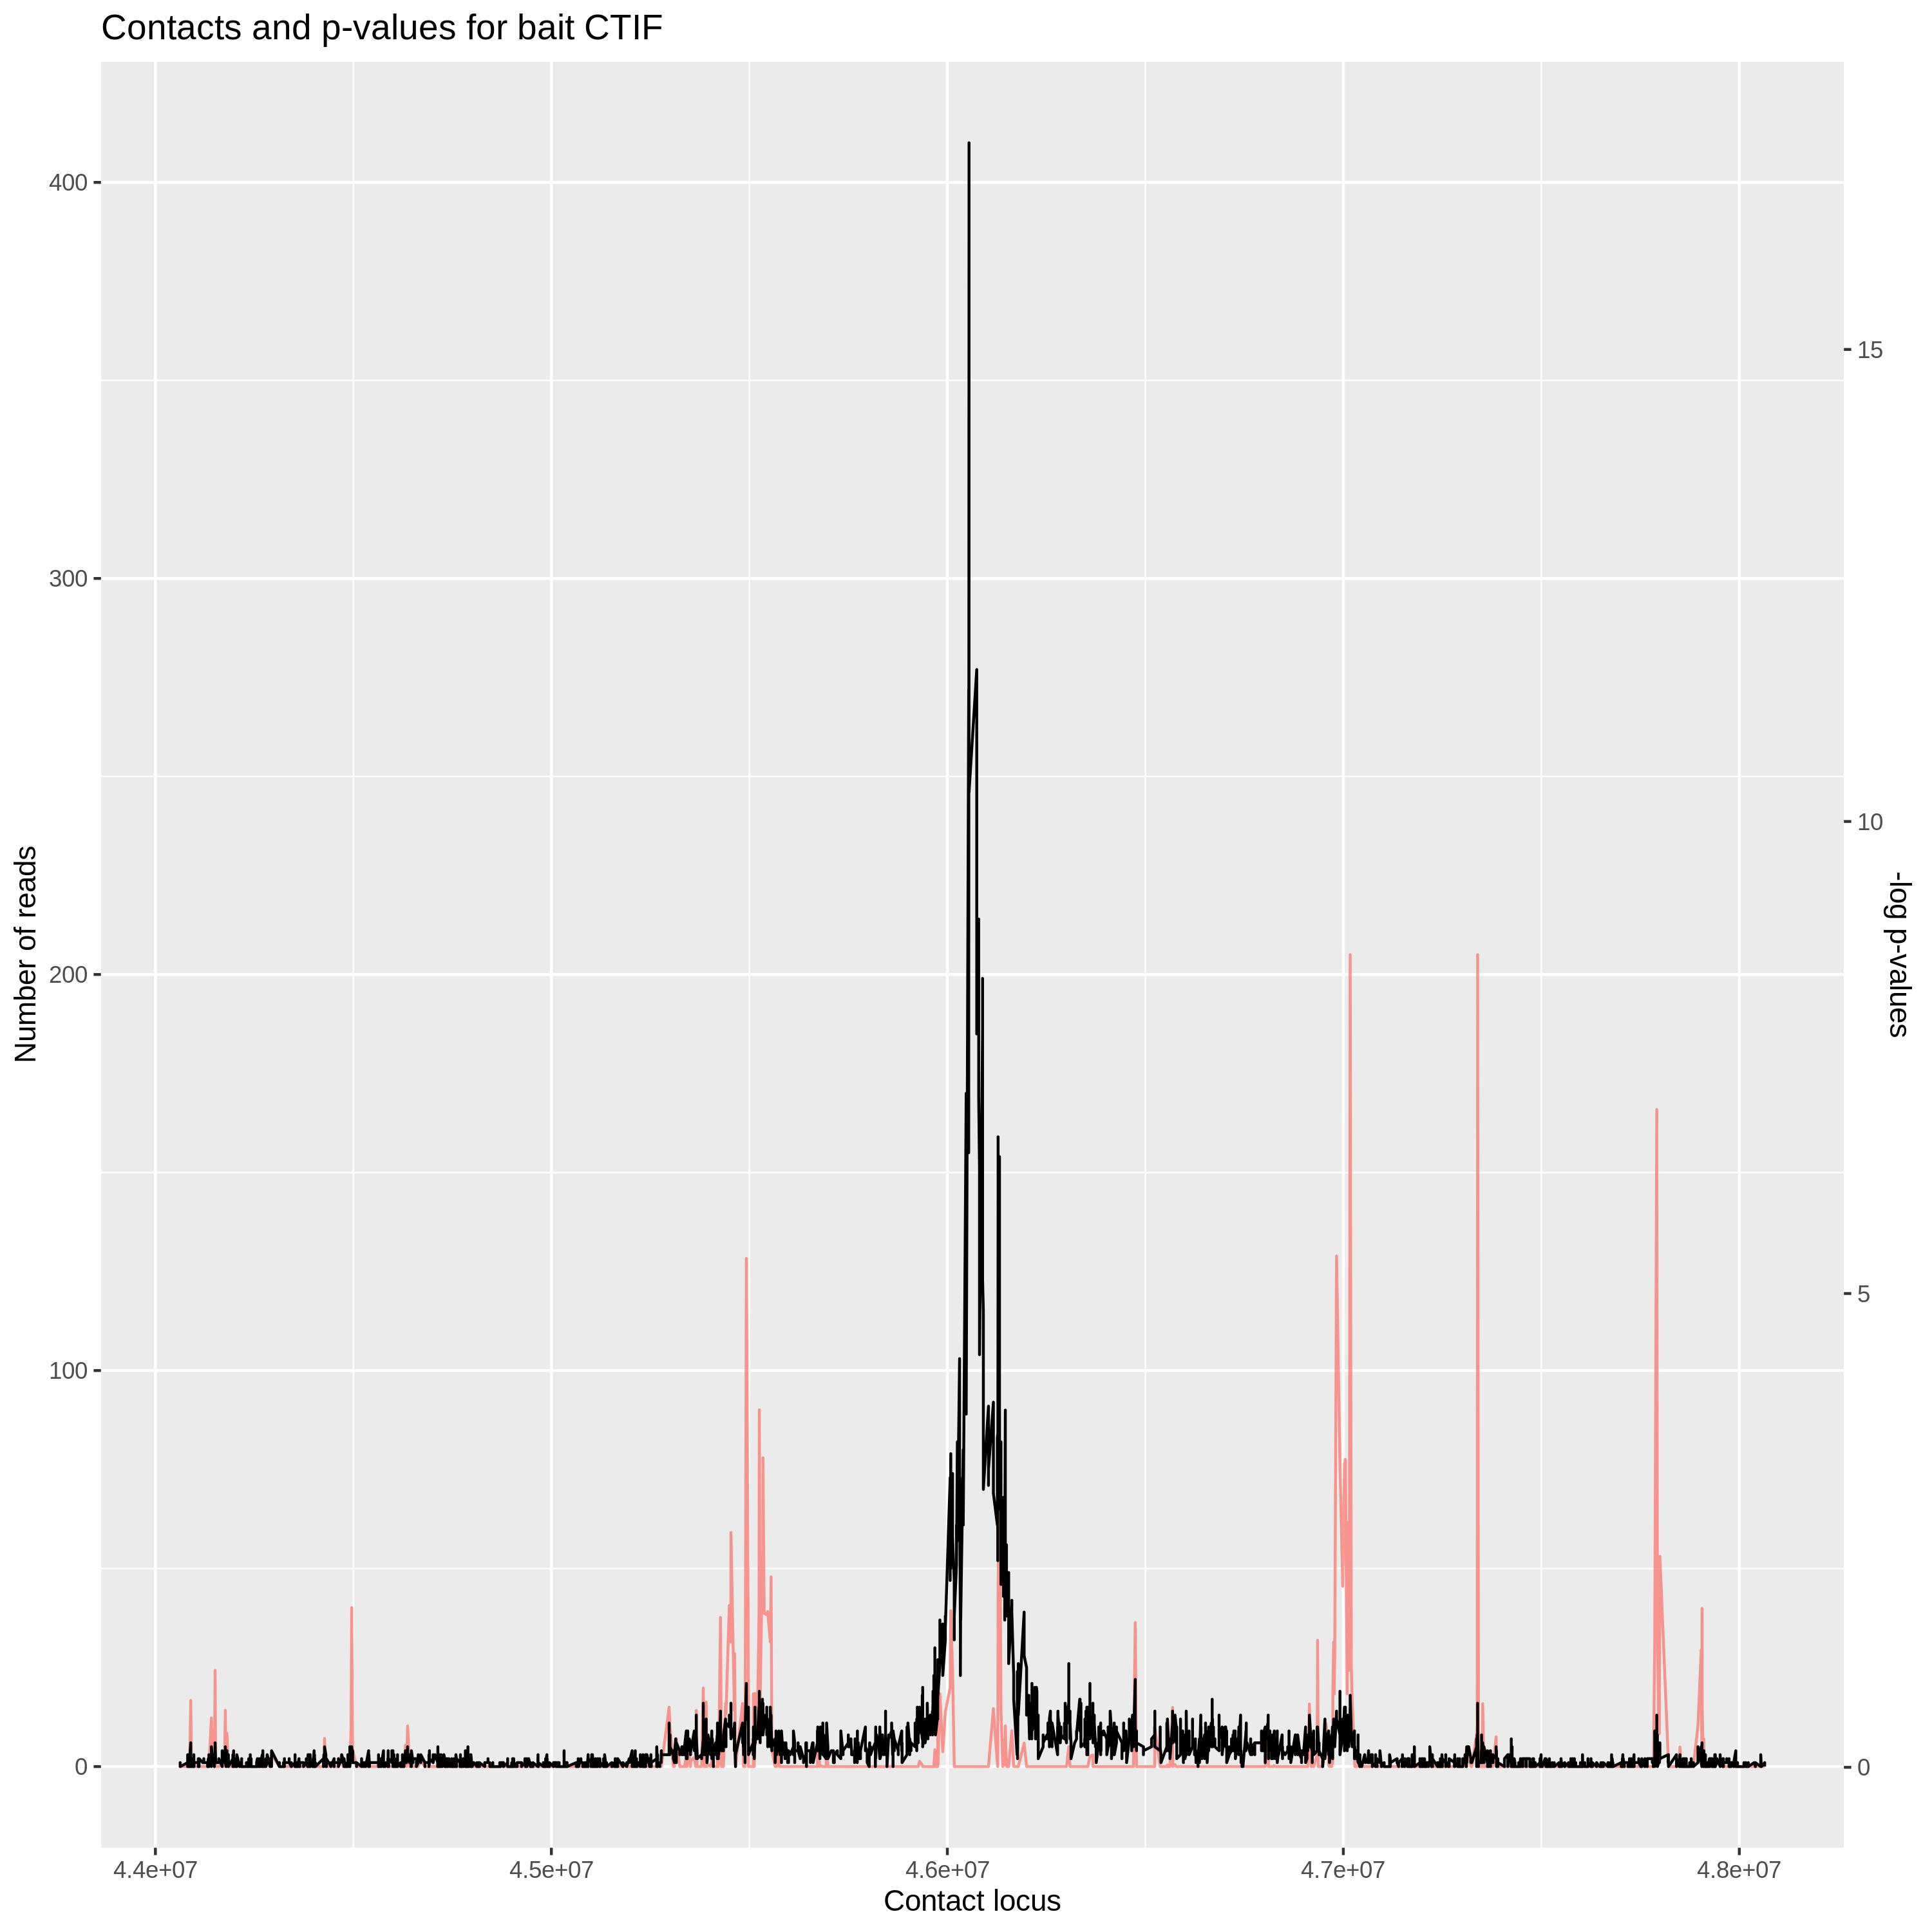 Contacts and p-values for bait CTIF
400
300
200
100
0
Number of reads
15
10
5
0
-log p-values
4.4e+07
4.5e+07
4.6e+07
4.7e+07
4.8e+07
Contact locus